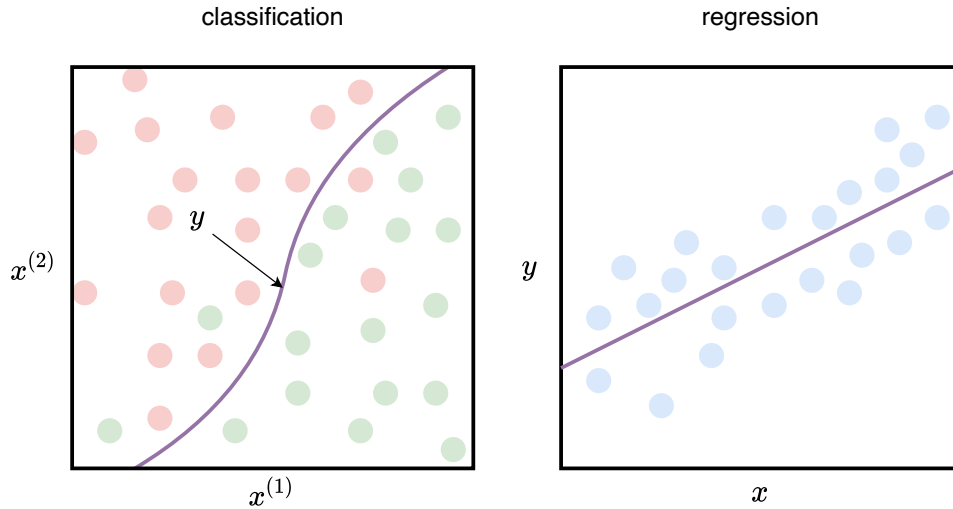 classification
regression
y
x^{(2)}
x^{(1)}
y
x